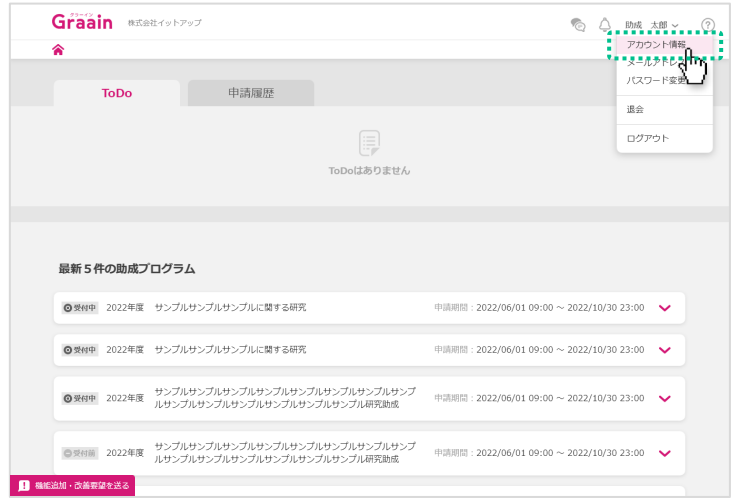 グラーイン
Graain 株式会社イットアップ 助成 太郎
アカウント情報
メールアドレ
パスワード変更
退会
ログアウト
ToDo 申請履歴
ToDoはありません
最新５件の助成プログラム
受付中 2022年度 サンプルサンプルサンプルに関する研究 申請期間：2022/06/01 09:00 ～ 2022/10/30 23:00
受付中 2022年度 サンプルサンプルに関する研究 申請期間：2022/06/01 09:00 ～ 2022/10/30 23:00
受付中 2022年度 サンプルサンプルサンプルサンプルサンプルサンプルサンプルサンプ
ルサンプルサンプルサンプルサンプルサンプルサンプル研究助成 申請期間：2022/06/01 09:00 ～ 2022/10/30 23:00
受付前 2022年度 サンプルサンプルサンプルサンプルサンプルサンプルサンプルサンプ
ルサンプルサンプルサンプルサンプルサンプルサンプル研究助成 申請期間：2022/06/01 09:00 ～ 2022/10/30 23:00
機能追加・改善要望を送る